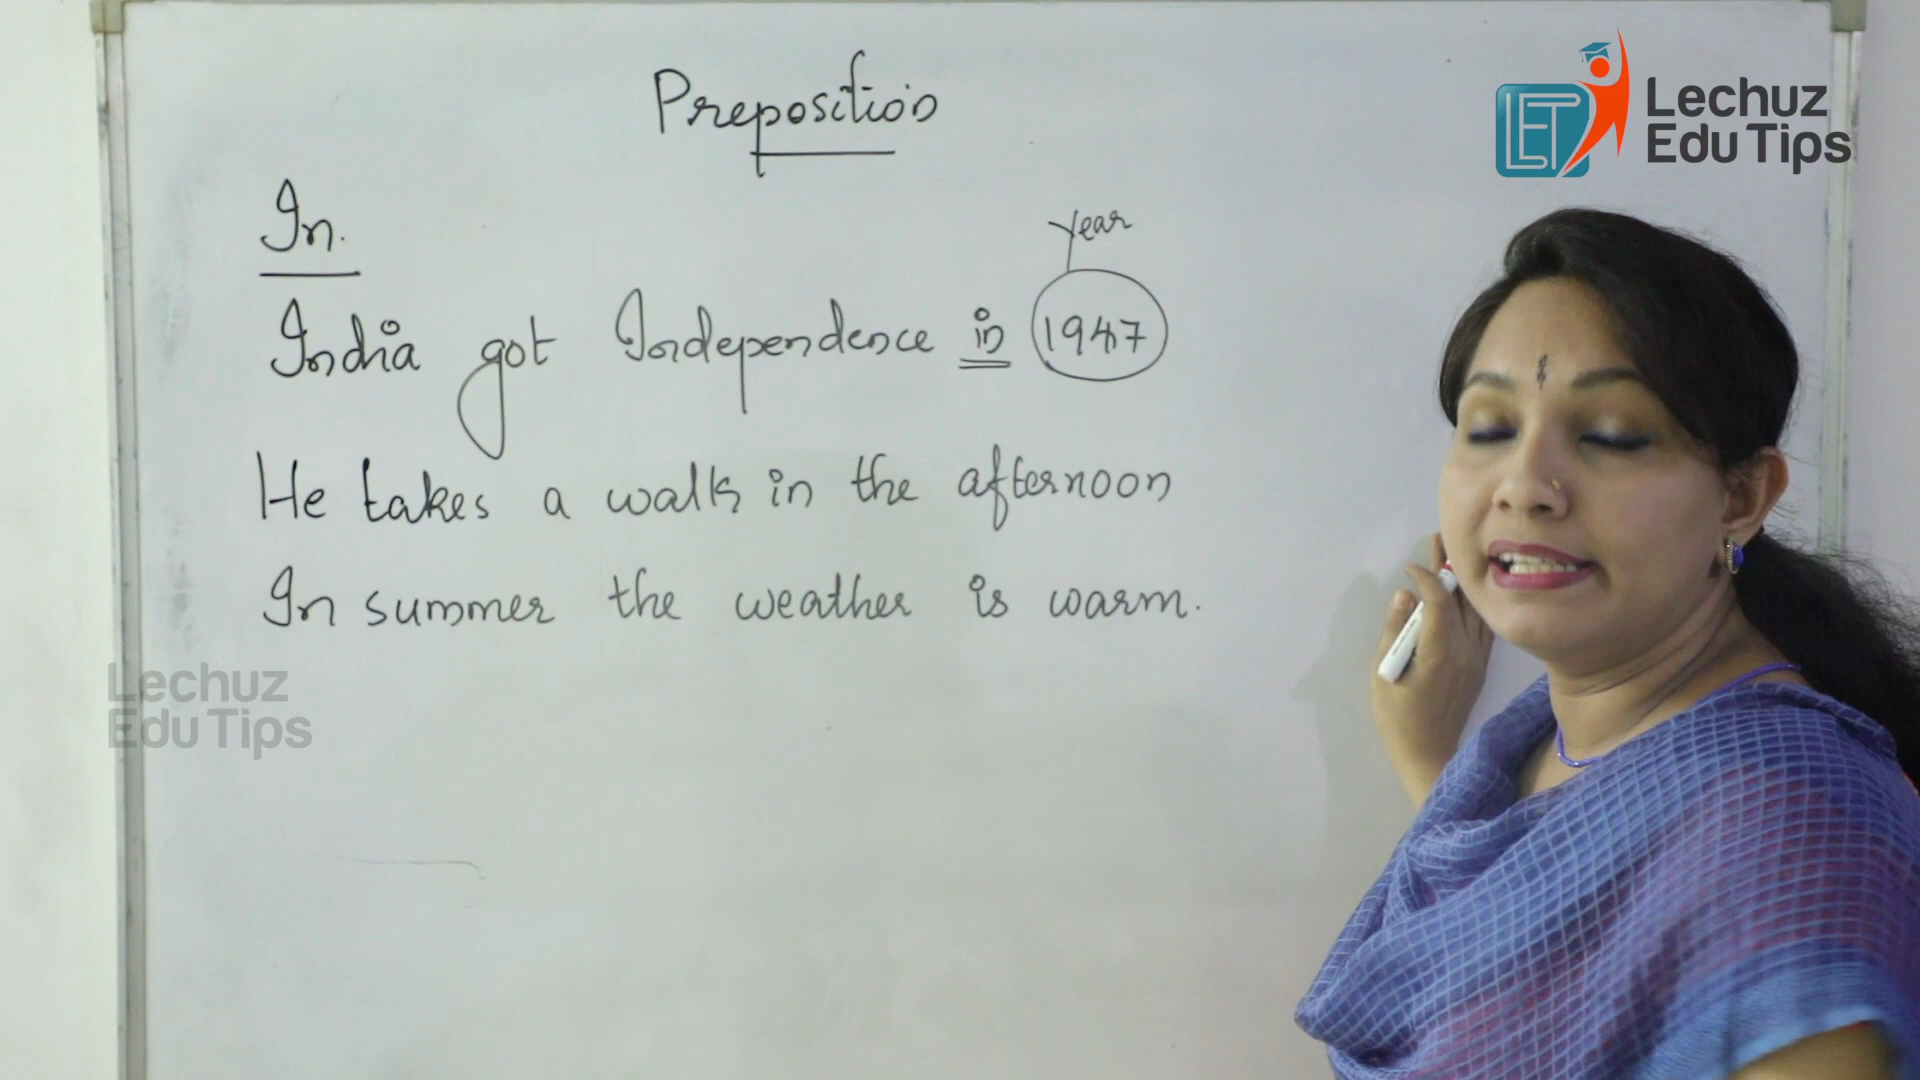 Preposition
In.
year
India got Independence in 1947
He takes a walk in the afternoon
In summer the weather is warm.
LET
Lechuz
Edu Tips
Lechuz
Edu Tips